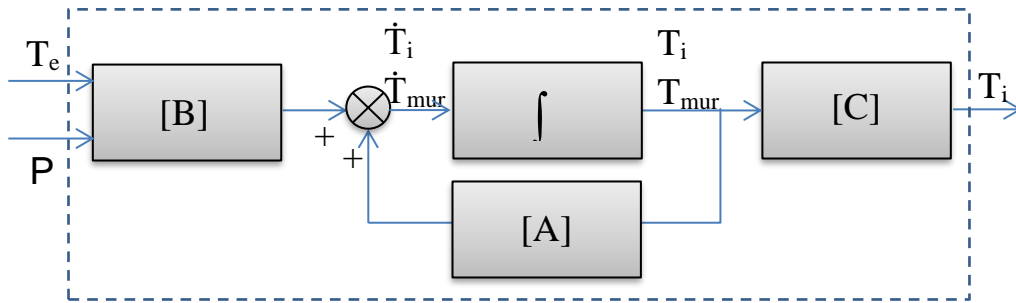 Te
P
[B]
+
+
Ṫi
Ṫmur
∫
Ti
Tmur
[A]
[C]
Ti